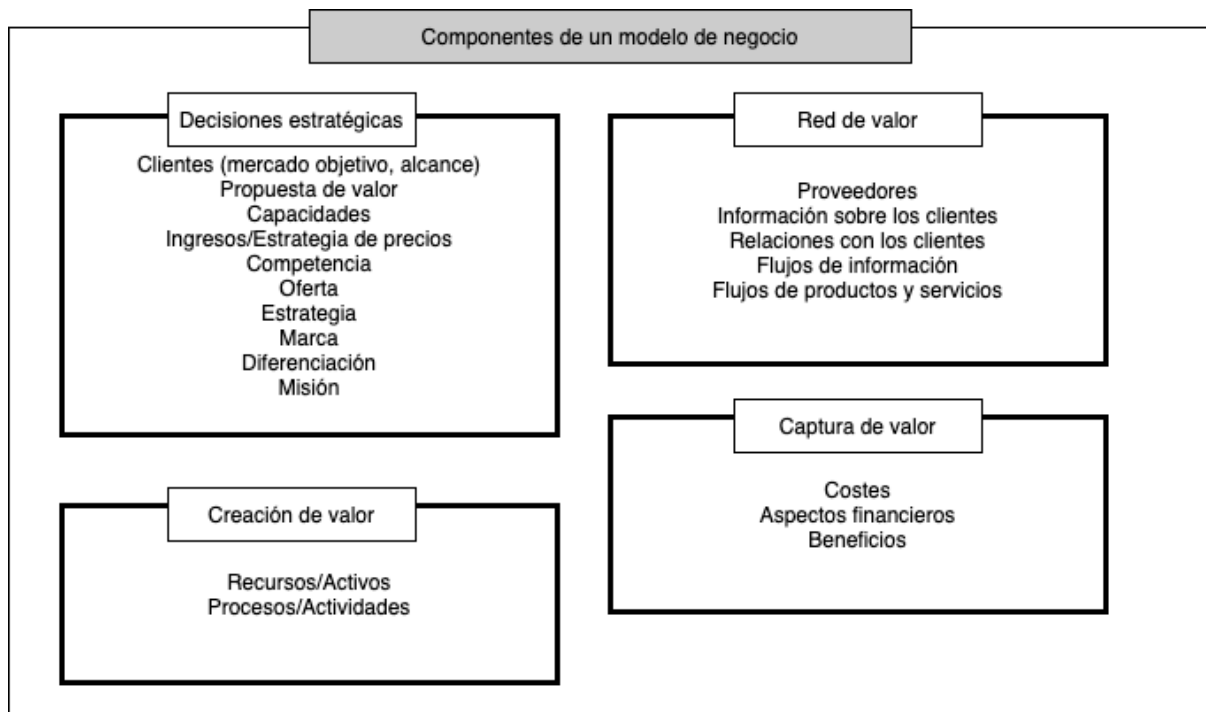 Componentes de un modelo de negocio
Decisiones estratégicas
Clientes (mercado objetivo, alcance)
Propuesta de valor
Capacidades
Ingresos/Estrategia de precios
Competencia
Oferta
Estrategia
Marca
Diferenciación
Misión
Red de valor
Proveedores
Información sobre los clientes
Relaciones con los clientes
Flujos de información
Flujos de productos y servicios
Creación de valor
Recursos/Activos
Procesos/Actividades
Captura de valor
Costes
Aspectos financieros
Beneficios